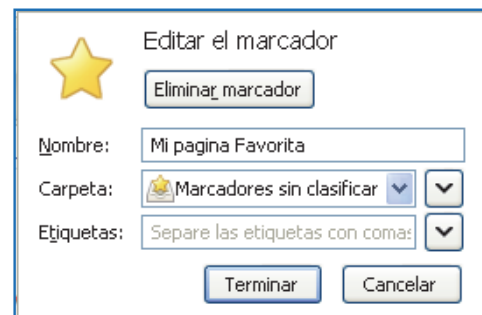 Editar el marcador
Eliminar marcador
Nombre: Mi pagina Favorita
Carpeta: Marcadores sin clasificar
Etiquetas: Separe las etiquetas con comas
Terminar Cancelar